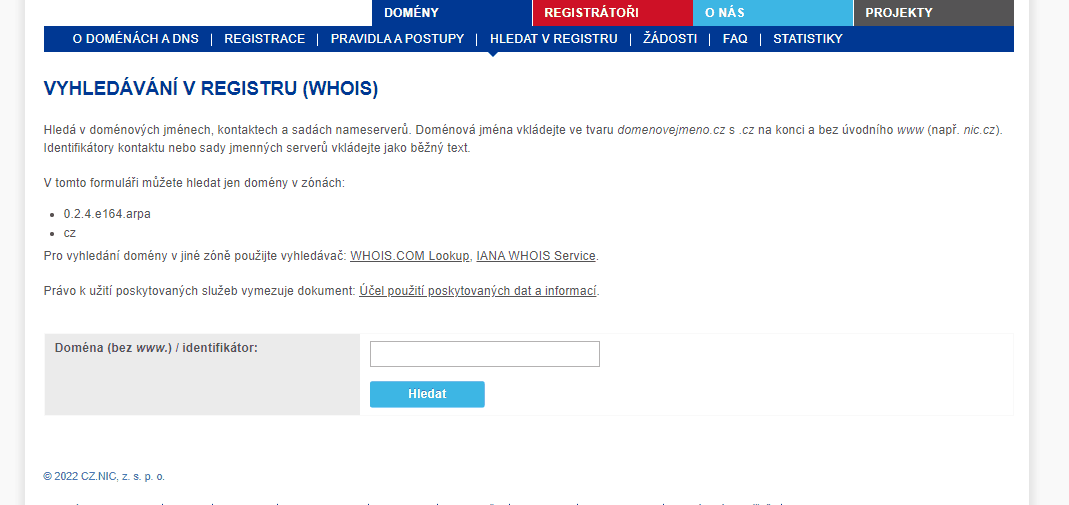 DOMÉNY REGISTRÁTOŘI O NÁS PROJEKTY
O DOMÉNÁCH A DNS | REGISTRACE | PRAVIDLA A POSTUPY | HLEDAT V REGISTRU | ŽÁDOSTI | FAQ | STATISTIKY
VYHLEDÁVÁNÍ V REGISTRU (WHOIS)
Hledá v doménových jménech, kontaktech a sadách nameserverů. Doménová jména vkládejte ve tvaru domenovejmeno.cz s .cz na konci a bez úvodního www (např. nic.cz).
Identifikátory kontaktu nebo sady jmenných serverů vkládejte jako běžný text.
V tomto formuláři můžete hledat jen domény v zónách:
• 0.2.4.e164.arpa
• cz
Pro vyhledání domény v jiné zóně použijte vyhledávač: WHOIS.COM Lookup, IANA WHOIS Service.
Právo k užití poskytovaných služeb vymezuje dokument: Účel použití poskytovaných dat a informací.
Doména (bez www.) / identifikátor:
Hledat
© 2022 CZ.NIC, z. s. p. o.